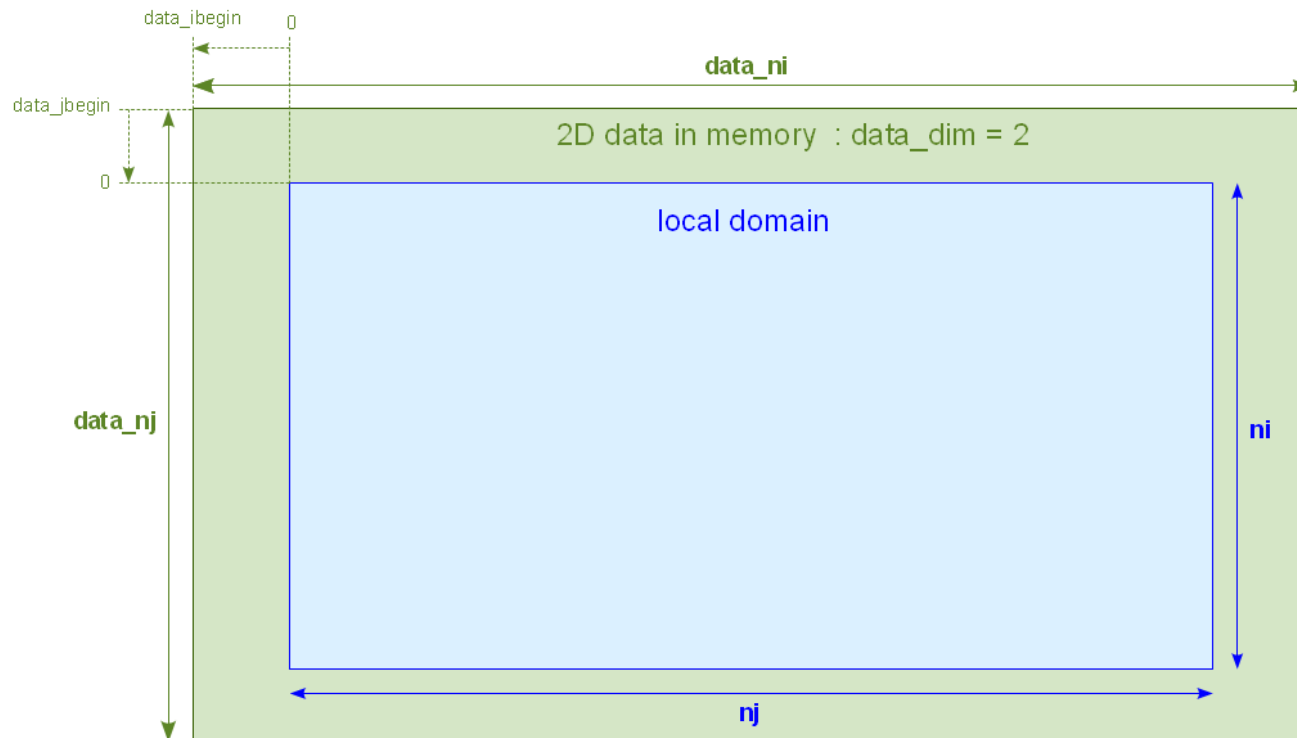 data_ibegin
0
data_ni
data_jbegin
2D data in memory : data_dim = 2
0
local domain
data_nj
ni
nj